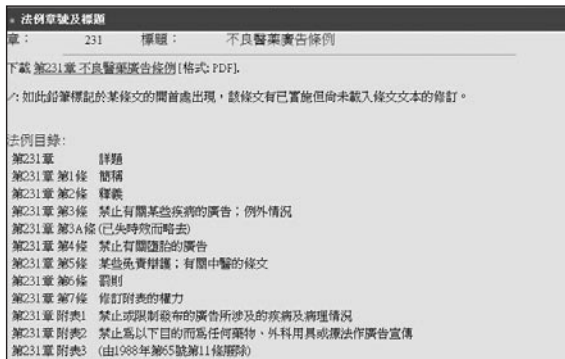 法例章號及標題
章： 231 標題： 不良醫藥廣告條例
下載 第231章 不良醫藥廣告條例 [格式: PDF].
✓: 如此鉛筆標記於某條文的開首處出現，該條文有已實施但尚未載入條文文本的修訂。
法例目錄:
第231章 詳題
第231章 第1條 簡稱
第231章 第2條 釋義
第231章 第3條 禁止有關某些疾病的廣告；例外情況
第231章 第3A條 (已失時效而略去)
第231章 第4條 禁止有關墮胎的廣告
第231章 第5條 某些免責辯護；有關中醫的條文
第231章 第6條 罰則
第231章 第7條 修訂附表的權力
第231章 附表1 禁止或限制發布的廣告所涉及的疾病及病理情況
第231章 附表2 禁止為以下目的而為任何藥物、外科用具或療法作廣告宣傳
第231章 附表3 (由1988年第65號第11條廢除)